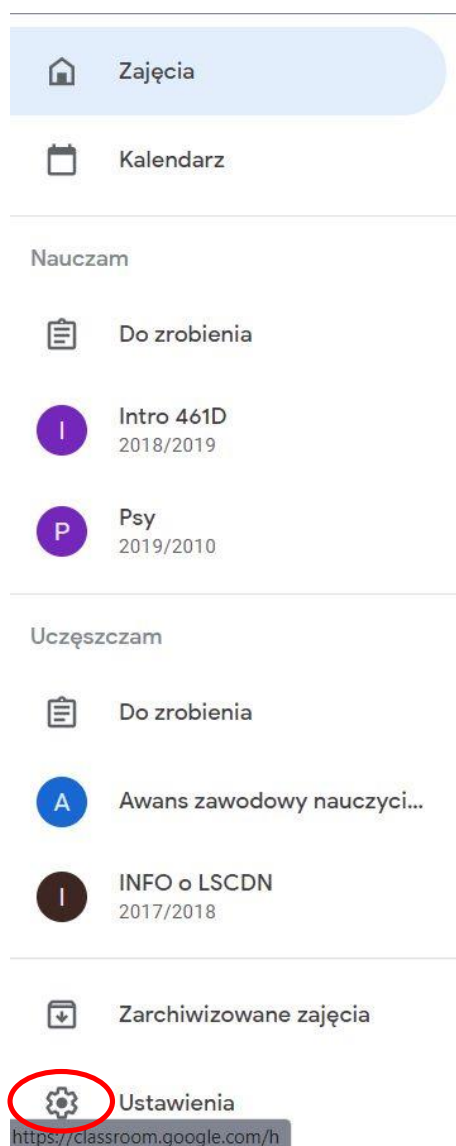 Zajęcia
Kalendarz
Nauczam
Do zrobienia
I
Intro 461D
2018/2019
P
Psy
2019/2010
Uczęszczam
Do zrobienia
A
Awans zawodowy nauczyci...
I
INFO o LSCDN
2017/2018
Zarchiwizowane zajęcia
Ustawienia
https://classroom.google.com/h